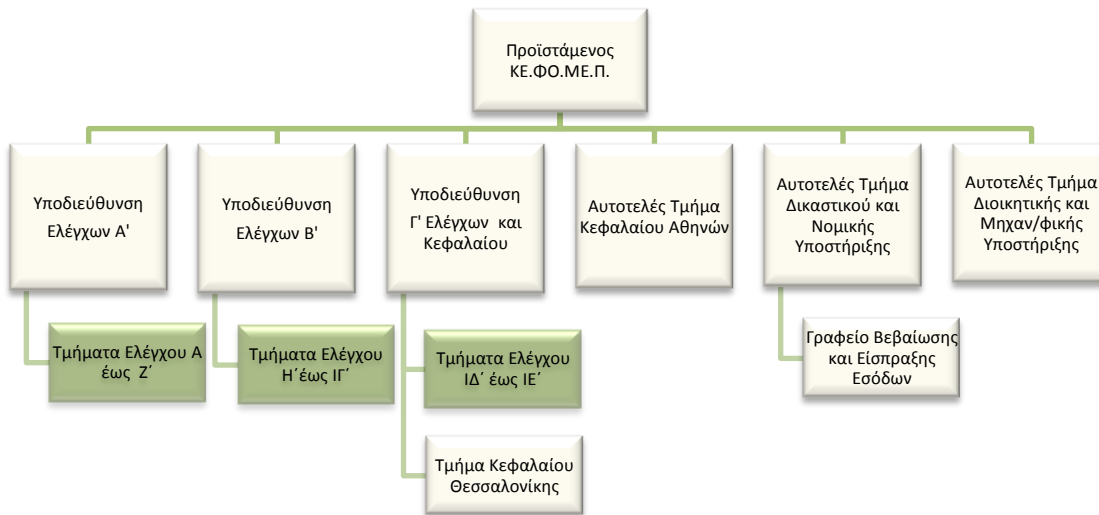 Προϊστάμενος
ΚΕ.ΦΟ.ΜΕ.Π.
Υποδιεύθυνση
Ελέγχων Α'
Υποδιεύθυνση
Ελέγχων Β'
Υποδιεύθυνση
Γ' Ελέγχων και
Κεφαλαίου
Αυτοτελές Τμήμα
Κεφαλαίου Αθηνών
Αυτοτελές Τμήμα
Δικαστικού και
Νομικής
Υποστήριξης
Αυτοτελές Τμήμα
Διοικητικής και
Μηχαν/φικής
Υποστήριξης
Τμήματα Ελέγχου Α
έως Ζ΄
Τμήματα Ελέγχου
Η΄έως ΙΓ΄
Τμήματα Ελέγχου
ΙΔ΄ έως ΙΕ΄
Γραφείο Βεβαίωσης
και Είσπραξης
Εσόδων
Τμήμα Κεφαλαίου
Θεσσαλονίκης